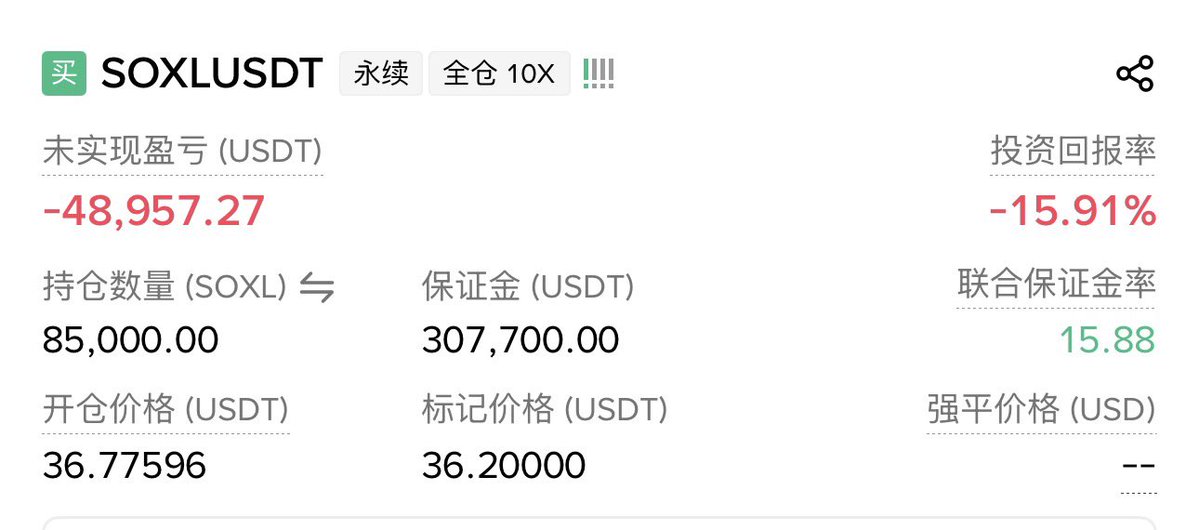 买 SOXLUSDT 永续 全仓 10X
未实现盈亏 (USDT) 投资回报率
-48,957.27 -15.91%
持仓数量 (SOXL) 保证金 (USDT) 联合保证金率
85,000.00 307,700.00 15.88
开仓价格 (USDT) 标记价格 (USDT) 强平价格 (USD)
36.77596 36.20000 --